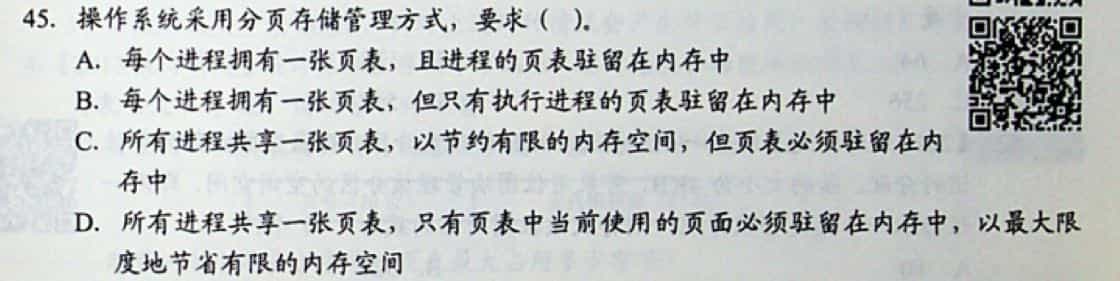 45. 操作系统采用分页存储管理方式，要求（ ）。
A. 每个进程拥有一张页表，且进程的页表驻留在内存中
B. 每个进程拥有一张页表，但只有执行进程的页表驻留在内存中
C. 所有进程共享一张页表，以节约有限的内存空间，但页表必须驻留在内
存中
D. 所有进程共享一张页表，只有页表中当前使用的页面必须驻留在内存中，以最大限
度地节省有限的内存空间